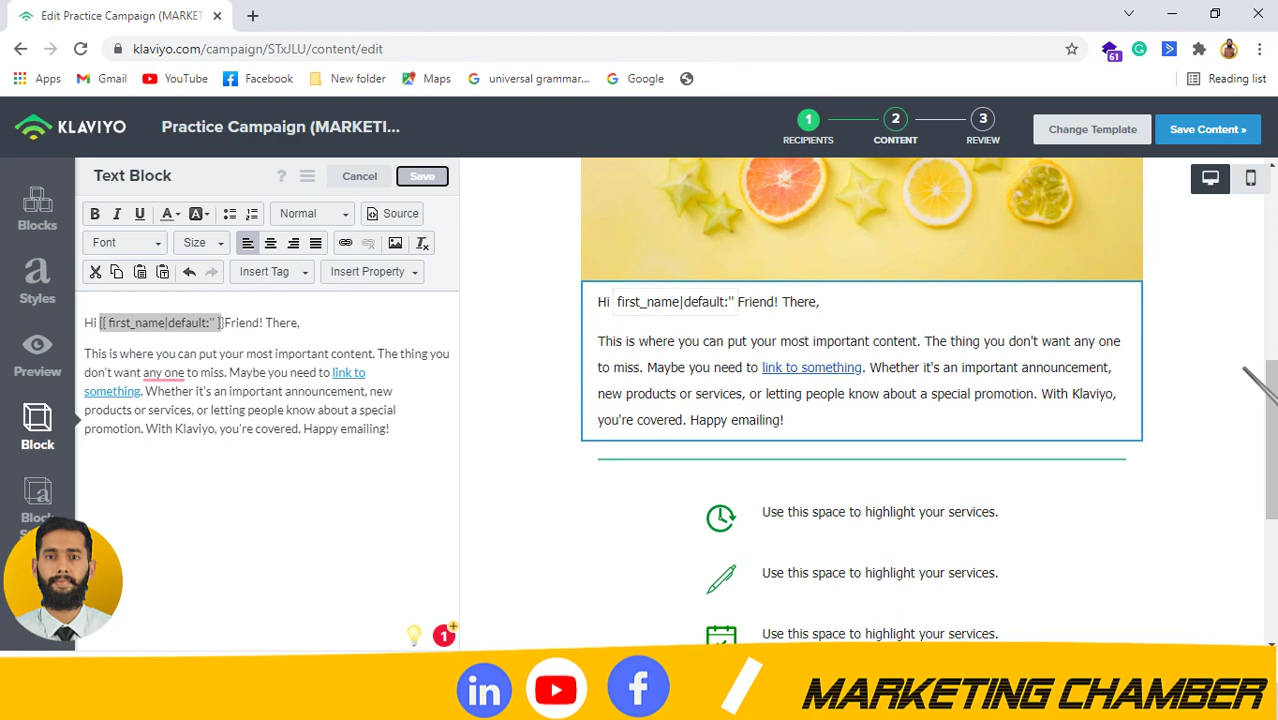 Edit Practice Campaign (MARKET
klaviyo.com/campaign/STxJLU/content/edit
61
Apps Gmail YouTube Facebook New folder Maps universal grammar... Google Reading list
KLAVIYO Practice Campaign (MARKETI... 1 2 3
RECIPIENTS CONTENT REVIEW
Change Template Save Content »
Blocks
Styles
Preview
Block
Block
Text Block ? Cancel Save
B I U A A Normal Source
Font Size
Insert Tag Insert Property
Hi {{ first_name|default:'' }}Friend! There,
This is where you can put your most important content. The thing you
don't want any one to miss. Maybe you need to link to
something. Whether it's an important announcement, new
products or services, or letting people know about a special
promotion. With Klaviyo, you're covered. Happy emailing!
1
Hi first_name|default:'' Friend! There,
This is where you can put your most important content. The thing you don't want any one
to miss. Maybe you need to link to something. Whether it's an important announcement,
new products or services, or letting people know about a special promotion. With Klaviyo,
you're covered. Happy emailing!
Use this space to highlight your services.
Use this space to highlight your services.
Use this space to highlight your services.
in f MARKETING CHAMBER